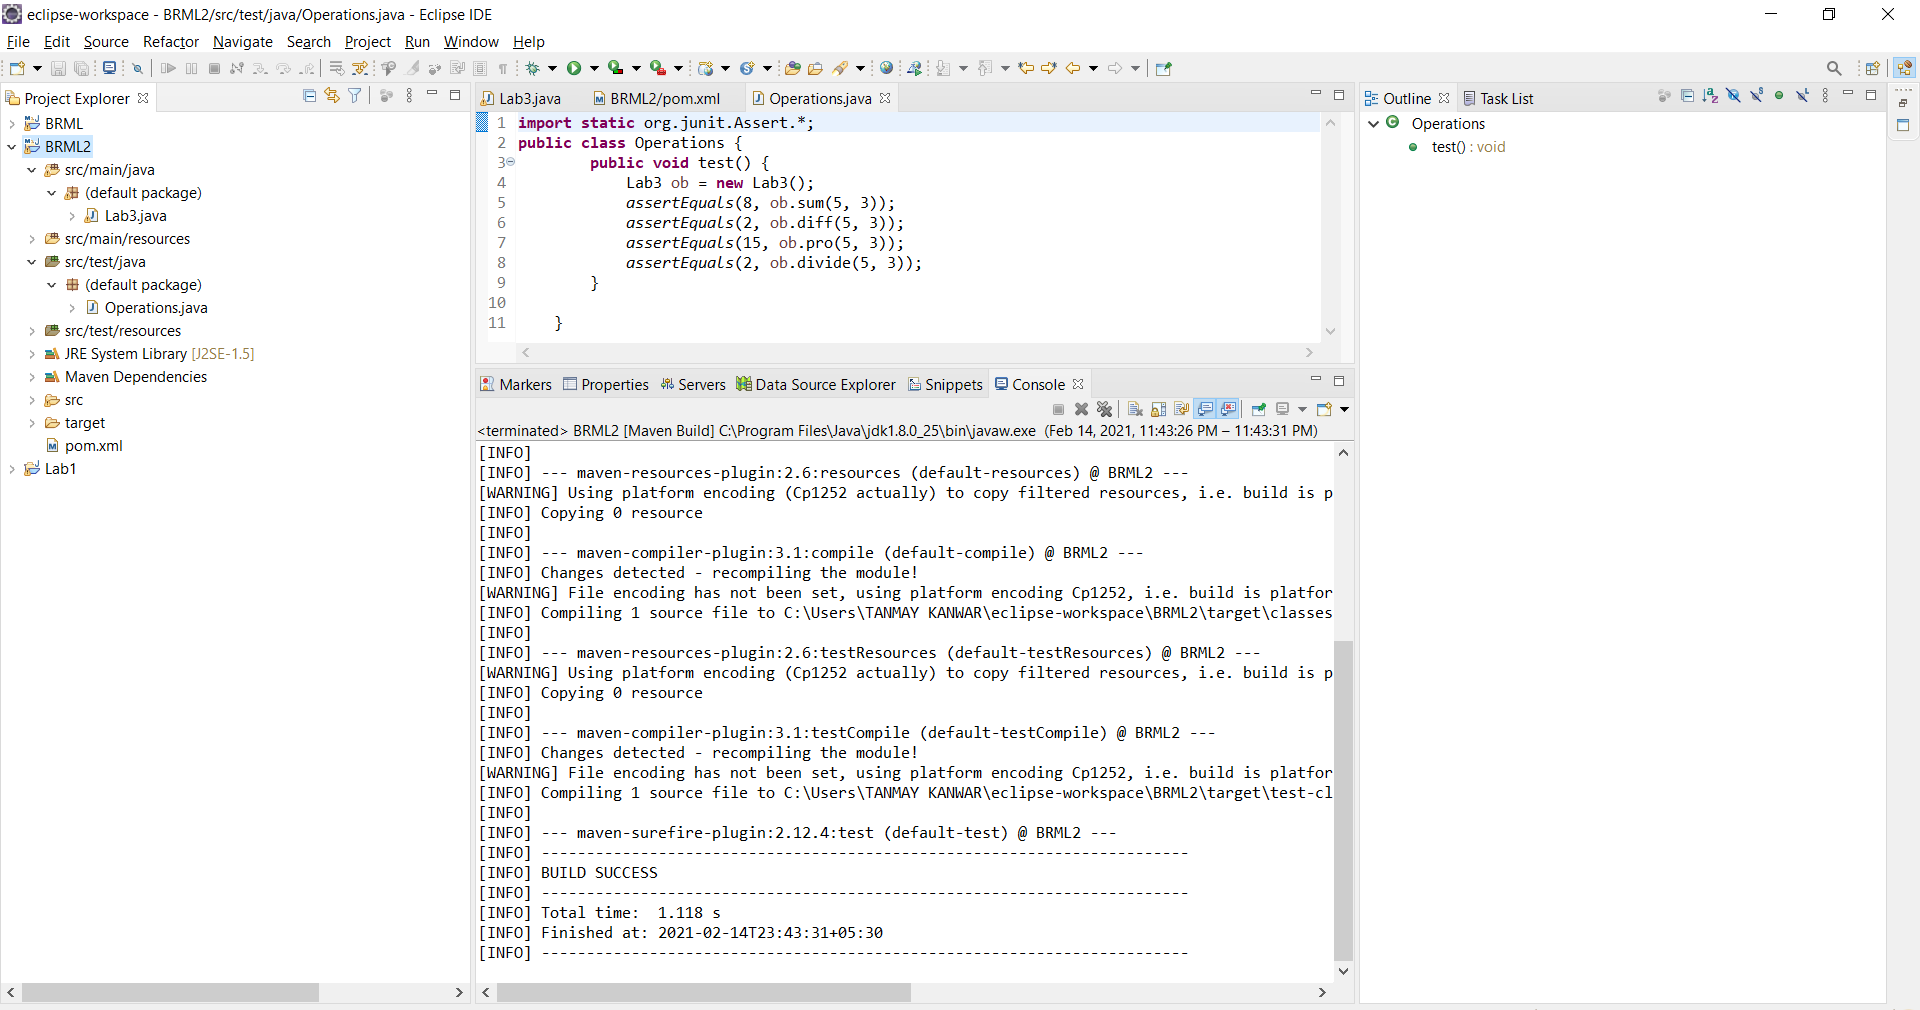 eclipse-workspace - BRML2/src/test/java/Operations.java - Eclipse IDE
File Edit Source Refactor Navigate Search Project Run Window Help
Project Explorer
BRML
BRML2
src/main/java
(default package)
Lab3.java
src/main/resources
src/test/java
(default package)
Operations.java
src/test/resources
JRE System Library [J2SE-1.5]
Maven Dependencies
src
target
pom.xml
Lab1
Lab3.java BRML2/pom.xml Operations.java
1 import static org.junit.Assert.*;
2 public class Operations {
3 public void test() {
4 Lab3 ob = new Lab3();
5 assertEquals(8, ob.sum(5, 3));
6 assertEquals(2, ob.diff(5, 3));
7 assertEquals(15, ob.pro(5, 3));
8 assertEquals(2, ob.divide(5, 3));
9 }
10
11 }
Markers Properties Servers Data Source Explorer Snippets Console
<terminated> BRML2 [Maven Build] C:\Program Files\Java\jdk1.8.0_25\bin\javaw.exe (Feb 14, 2021, 11:43:26 PM – 11:43:31 PM)
[INFO]
[INFO] --- maven-resources-plugin:2.6:resources (default-resources) @ BRML2 ---
[WARNING] Using platform encoding (Cp1252 actually) to copy filtered resources, i.e. build is p
[INFO] Copying 0 resource
[INFO]
[INFO] --- maven-compiler-plugin:3.1:compile (default-compile) @ BRML2 ---
[INFO] Changes detected - recompiling the module!
[WARNING] File encoding has not been set, using platform encoding Cp1252, i.e. build is platfor
[INFO] Compiling 1 source file to C:\Users\TANMAY KANWAR\eclipse-workspace\BRML2\target\classes
[INFO]
[INFO] --- maven-resources-plugin:2.6:testResources (default-testResources) @ BRML2 ---
[WARNING] Using platform encoding (Cp1252 actually) to copy filtered resources, i.e. build is p
[INFO] Copying 0 resource
[INFO]
[INFO] --- maven-compiler-plugin:3.1:testCompile (default-testCompile) @ BRML2 ---
[INFO] Changes detected - recompiling the module!
[WARNING] File encoding has not been set, using platform encoding Cp1252, i.e. build is platfor
[INFO] Compiling 1 source file to C:\Users\TANMAY KANWAR\eclipse-workspace\BRML2\target\test-cl
[INFO]
[INFO] --- maven-surefire-plugin:2.12.4:test (default-test) @ BRML2 ---
[INFO] ------------------------------------------------------------------------
[INFO] BUILD SUCCESS
[INFO] ------------------------------------------------------------------------
[INFO] Total time:  1.118 s
[INFO] Finished at: 2021-02-14T23:43:31+05:30
[INFO] ------------------------------------------------------------------------
Outline Task List
Operations
test() : void